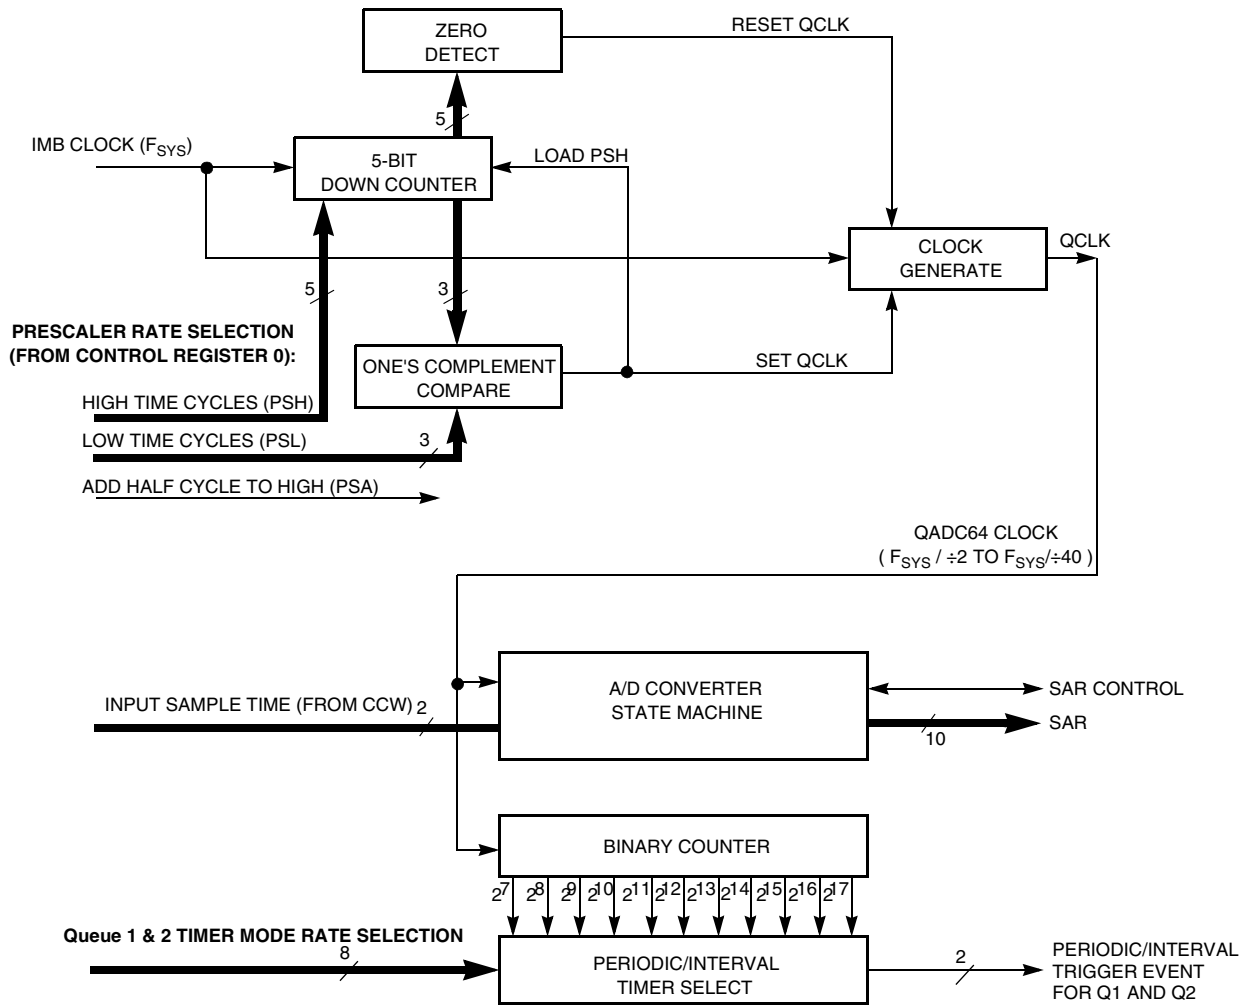 ZERO
DETECT
RESET QCLK
5
IMB CLOCK (FSYS)
5-BIT
DOWN COUNTER
LOAD PSH
CLOCK
GENERATE
QCLK
5
3
PRESCALER RATE SELECTION
(FROM CONTROL REGISTER 0):
ONE'S COMPLEMENT
COMPARE
SET QCLK
HIGH TIME CYCLES (PSH)
LOW TIME CYCLES (PSL)
3
ADD HALF CYCLE TO HIGH (PSA)
QADC64 CLOCK
( FSYS / ÷2 TO FSYS/÷40 )
INPUT SAMPLE TIME (FROM CCW)
2
A/D CONVERTER
STATE MACHINE
SAR CONTROL
SAR
10
BINARY COUNTER
2^7 2^8 2^9 2^10 2^11 2^12 2^13 2^14 2^15 2^16 2^17
Queue 1 & 2 TIMER MODE RATE SELECTION
8
PERIODIC/INTERVAL
TIMER SELECT
2
PERIODIC/INTERVAL
TRIGGER EVENT
FOR Q1 AND Q2